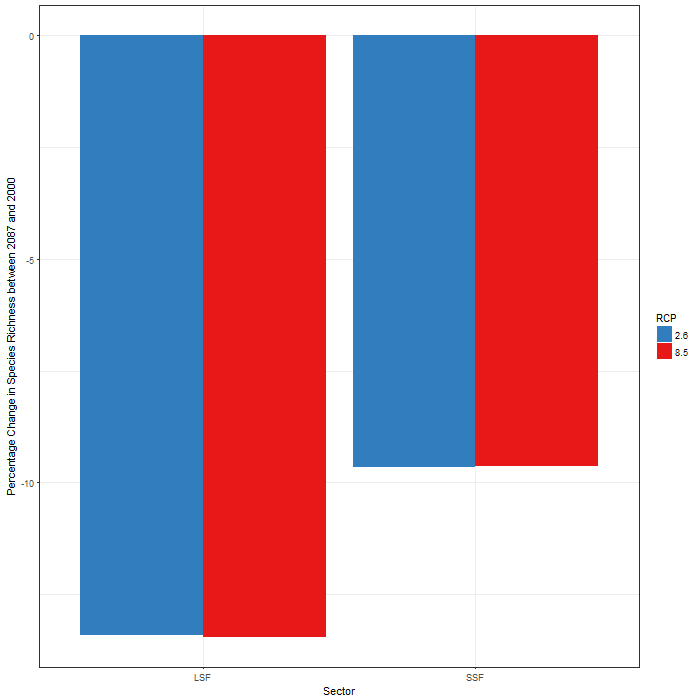 Percentage Change in Species Richness between 2087 and 2000
0
-5
-10
LSF
SSF
Sector
RCP
2.6
8.5